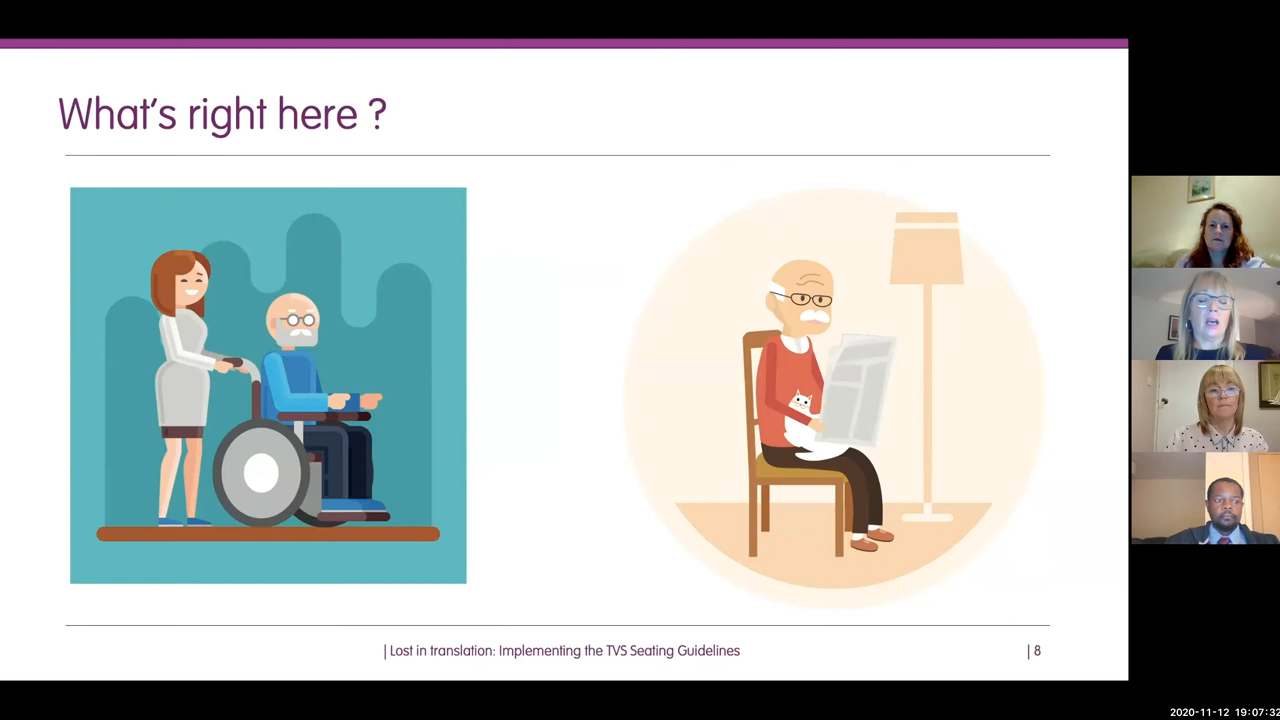 What's right here ?
| Lost in translation: Implementing the TVS Seating Guidelines
| 8
2020-11-12 19:07:32